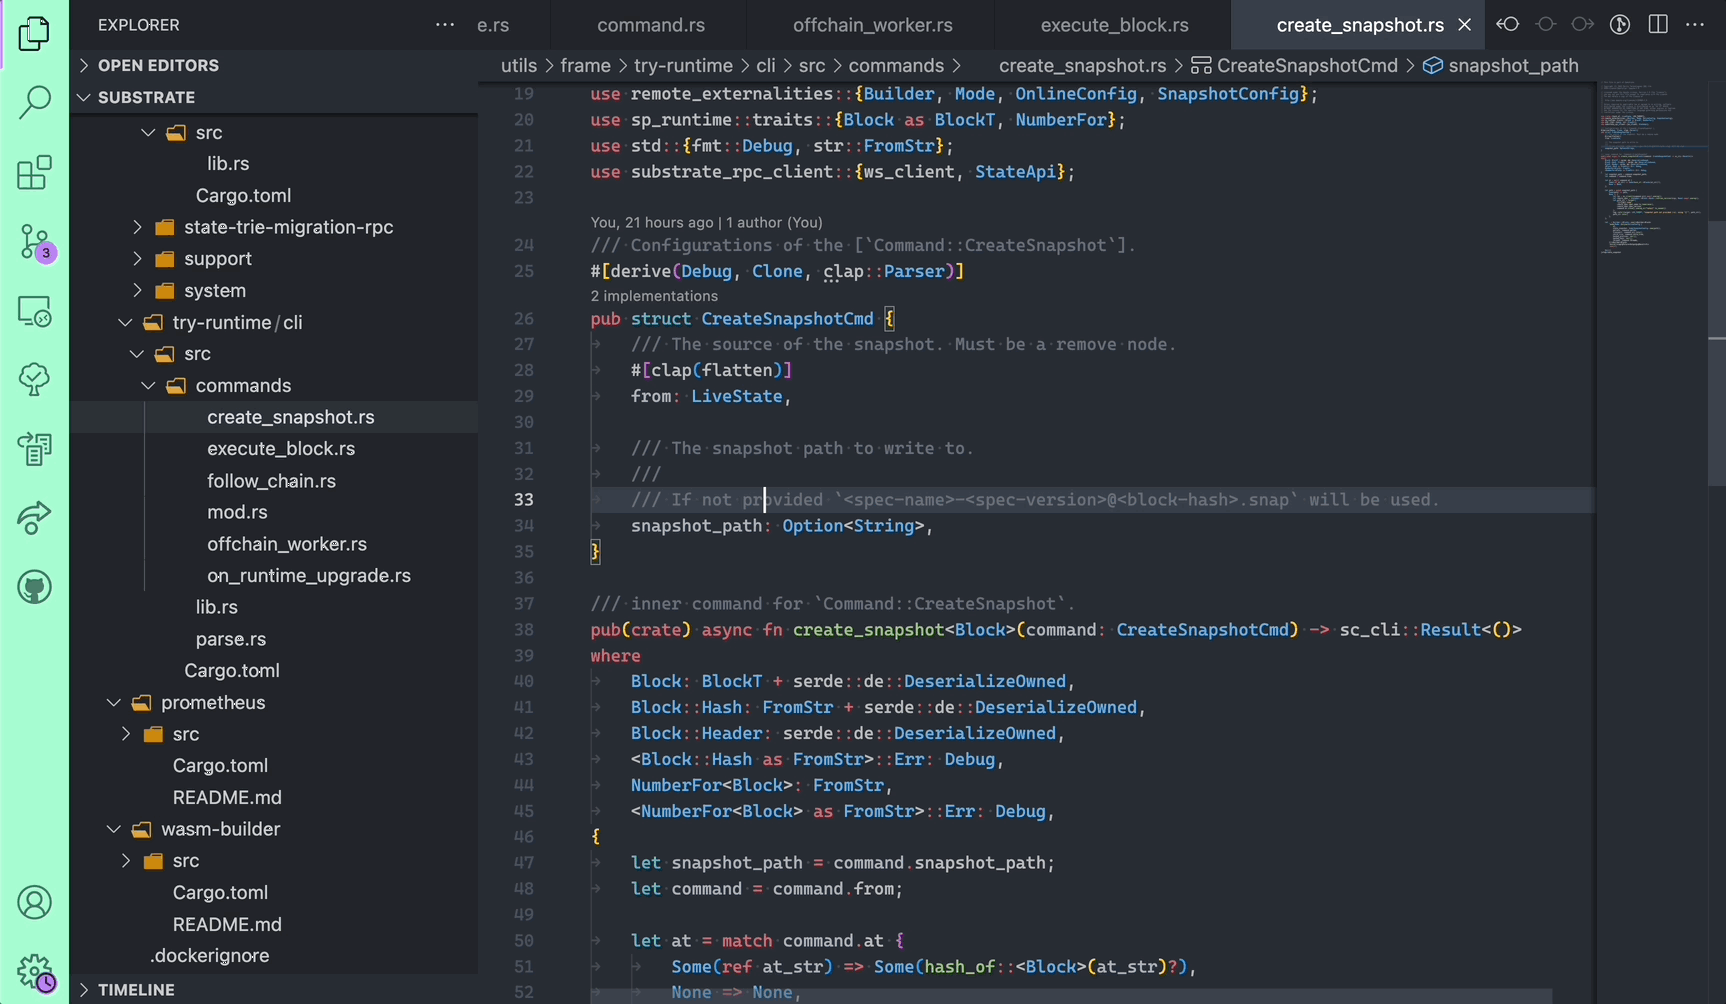 EXPLORER
OPEN EDITORS
SUBSTRATE
src
lib.rs
Cargo.toml
state-trie-migration-rpc
support
system
try-runtime/cli
src
commands
create_snapshot.rs
execute_block.rs
follow_chain.rs
mod.rs
offchain_worker.rs
on_runtime_upgrade.rs
lib.rs
parse.rs
Cargo.toml
prometheus
src
Cargo.toml
README.md
wasm-builder
src
Cargo.toml
README.md
.dockerignore
TIMELINE
3
e.rs
command.rs
offchain_worker.rs
execute_block.rs
create_snapshot.rs
utils > frame > try-runtime > cli > src > commands > create_snapshot.rs > CreateSnapshotCmd > snapshot_path
19 use remote_externalities::{Builder, Mode, OnlineConfig, SnapshotConfig};
20 use sp_runtime::traits::{Block as BlockT, NumberFor};
21 use std::{fmt::Debug, str::FromStr};
22 use substrate_rpc_client::{ws_client, StateApi};
23
You, 21 hours ago | 1 author (You)
24 /// Configurations of the [`Command::CreateSnapshot`].
25 #[derive(Debug, Clone, clap::Parser)]
2 implementations
26 pub struct CreateSnapshotCmd {
27 /// The source of the snapshot. Must be a remove node.
28 #[clap(flatten)]
29 from: LiveState,
30
31 /// The snapshot path to write to.
32 ///
33 /// If not provided `<spec-name>-<spec-version>@<block-hash>.snap` will be used.
34 snapshot_path: Option<String>,
35 }
36
37 /// inner command for `Command::CreateSnapshot`.
38 pub(crate) async fn create_snapshot<Block>(command: CreateSnapshotCmd) -> sc_cli::Result<()>
39 where
40 Block: BlockT + serde::de::DeserializeOwned,
41 Block::Hash: FromStr + serde::de::DeserializeOwned,
42 Block::Header: serde::de::DeserializeOwned,
43 <Block::Hash as FromStr>::Err: Debug,
44 NumberFor<Block>: FromStr,
45 <NumberFor<Block> as FromStr>::Err: Debug,
46 {
47 let snapshot_path = command.snapshot_path;
48 let command = command.from;
49
50 let at = match command.at {
51 Some(ref at_str) => Some(hash_of::<Block>(at_str)?),
52 None => None,